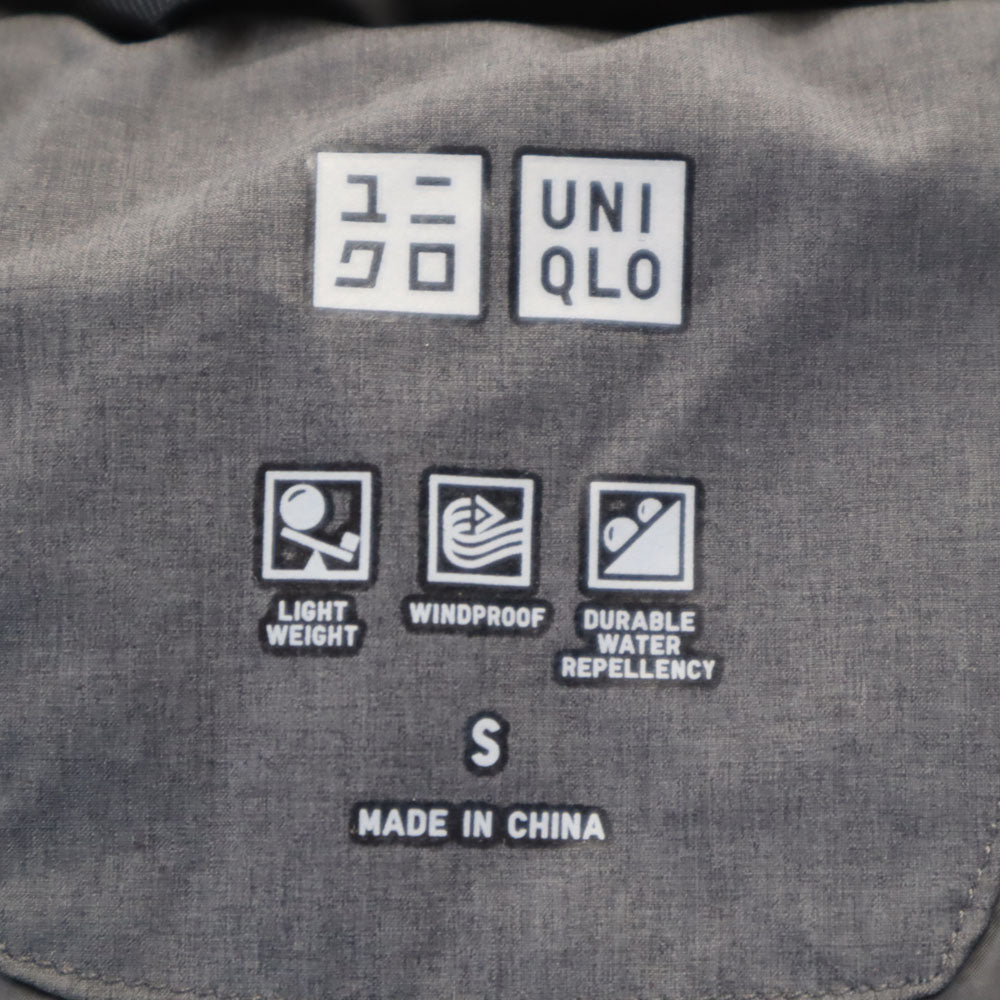 ユニ
クロ
UNI
QLO
LIGHT
WEIGHT
WINDPROOF
DURABLE
WATER
REPELLENCY
S
MADE IN CHINA